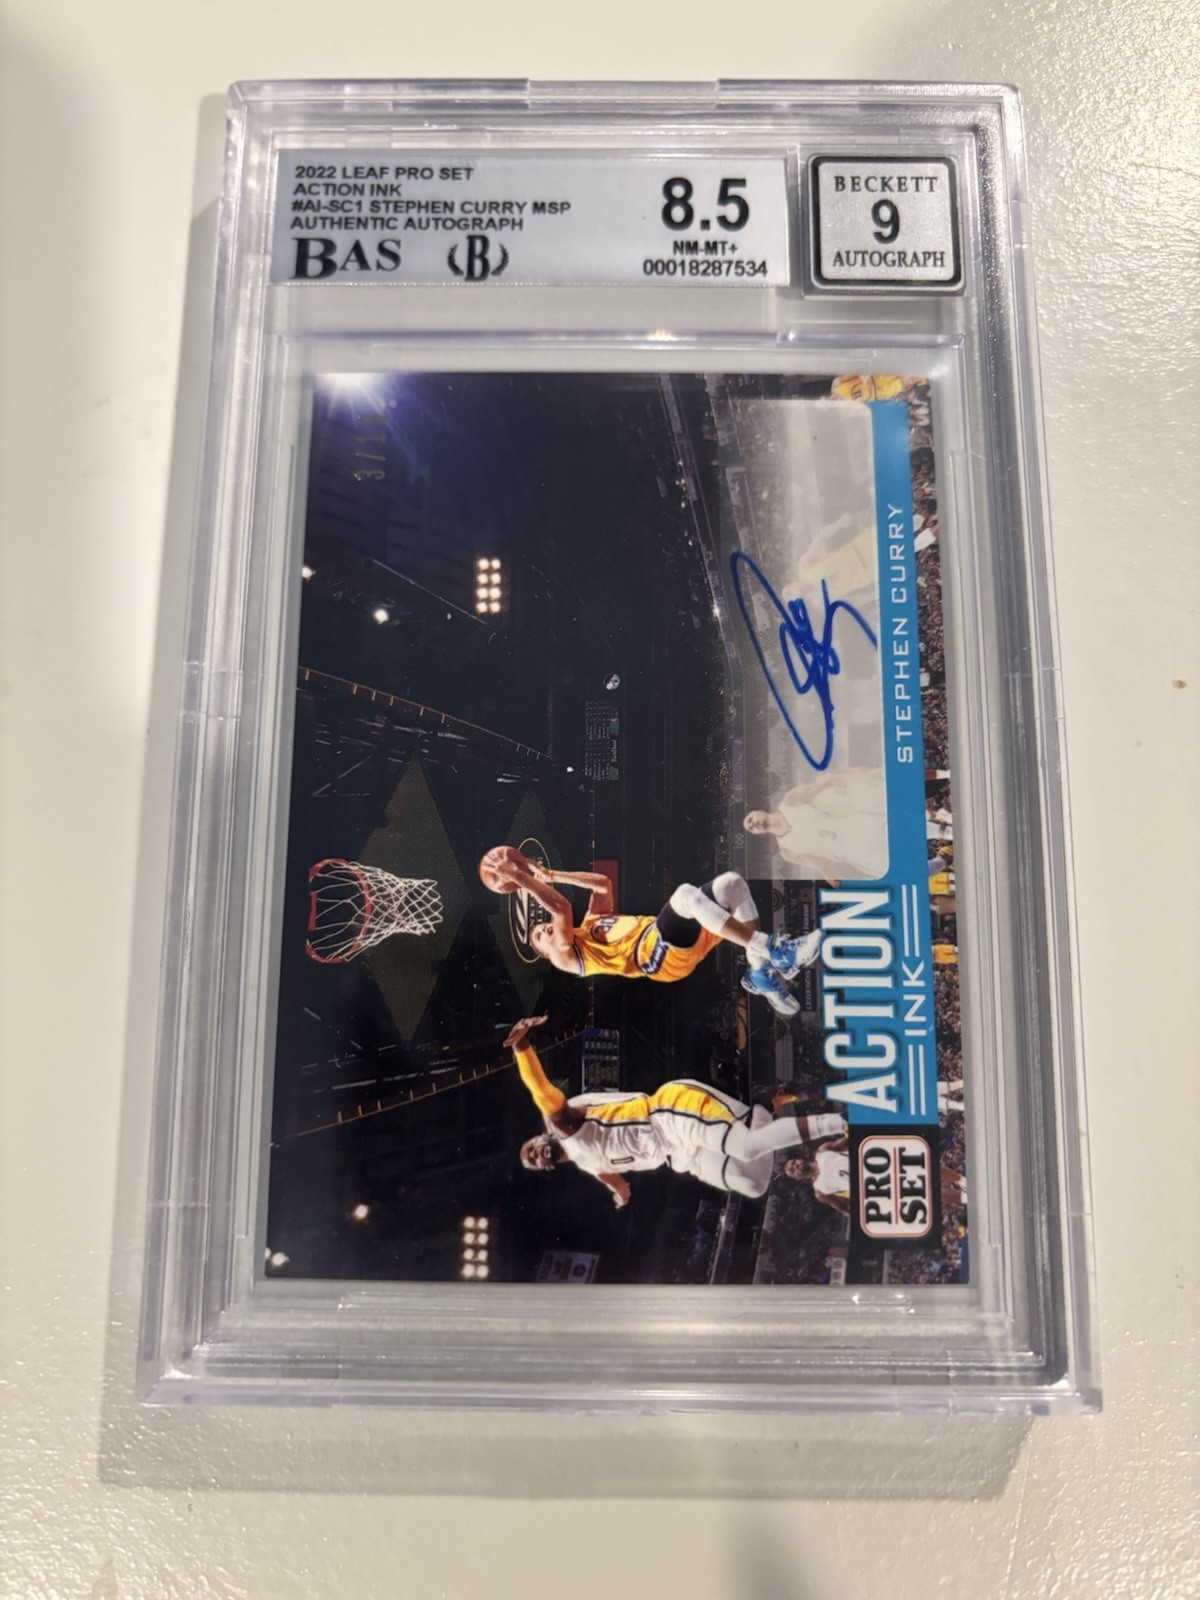 2022 LEAF PRO SET
ACTION INK
#AI-SC1 STEPHEN CURRY MSP
AUTHENTIC AUTOGRAPH
BAS B
8.5
NM-MT+
00018287534
BECKETT
9
AUTOGRAPH
STEPHEN CURRY
ACTION
INK
PRO
SET